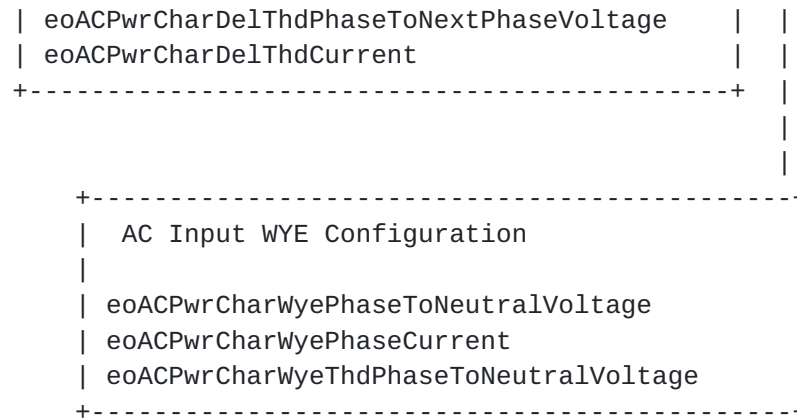 | eoACPwrCharDelThdPhaseToNextPhaseVoltage    |  |
| eoACPwrCharDelThdCurrent                    |  |
+---------------------------------------------+  |
                                                 |
                                                 |
    +---------------------------------------------+
    |  AC Input WYE Configuration
    |
    | eoACPwrCharWyePhaseToNeutralVoltage
    | eoACPwrCharWyePhaseCurrent
    | eoACPwrCharWyeThdPhaseToNeutralVoltage
    +---------------------------------------------+